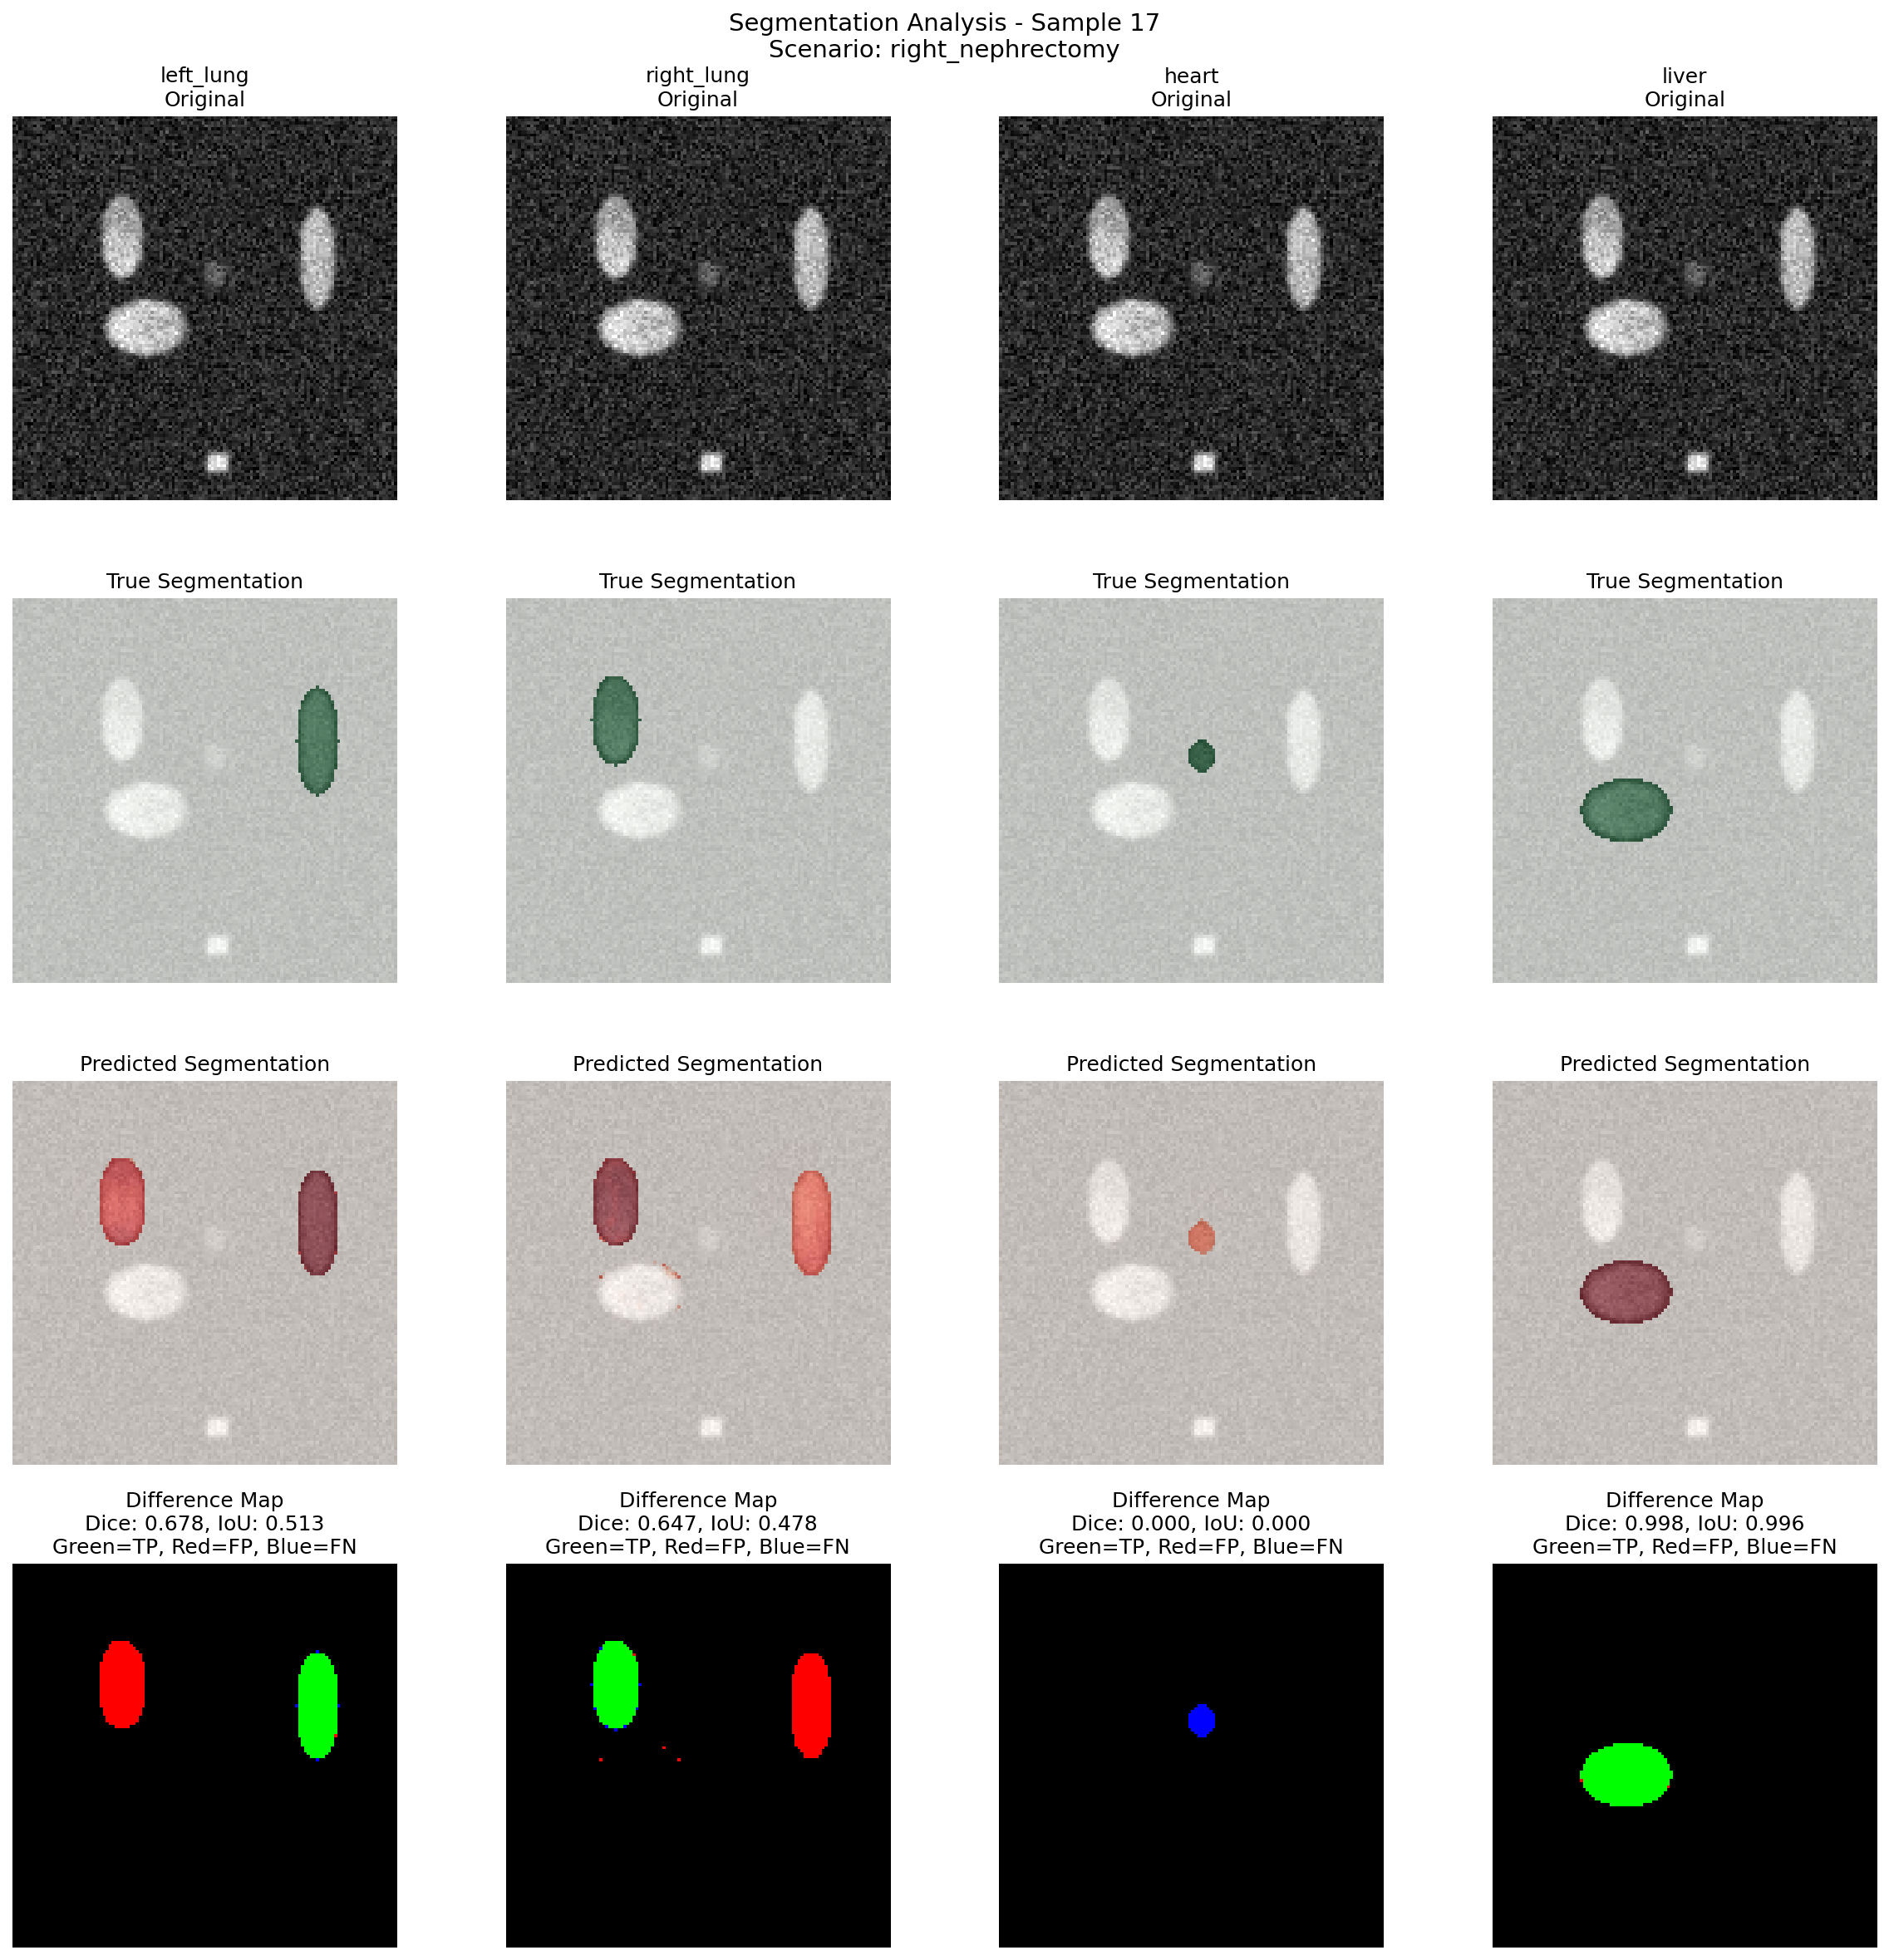 Segmentation Analysis - Sample 17
Scenario: right_nephrectomy
left_lung
Original
right_lung
Original
heart
Original
liver
Original
True Segmentation
True Segmentation
True Segmentation
True Segmentation
Predicted Segmentation
Predicted Segmentation
Predicted Segmentation
Predicted Segmentation
Difference Map
Dice: 0.678, IoU: 0.513
Green=TP, Red=FP, Blue=FN
Difference Map
Dice: 0.647, IoU: 0.478
Green=TP, Red=FP, Blue=FN
Difference Map
Dice: 0.000, IoU: 0.000
Green=TP, Red=FP, Blue=FN
Difference Map
Dice: 0.998, IoU: 0.996
Green=TP, Red=FP, Blue=FN